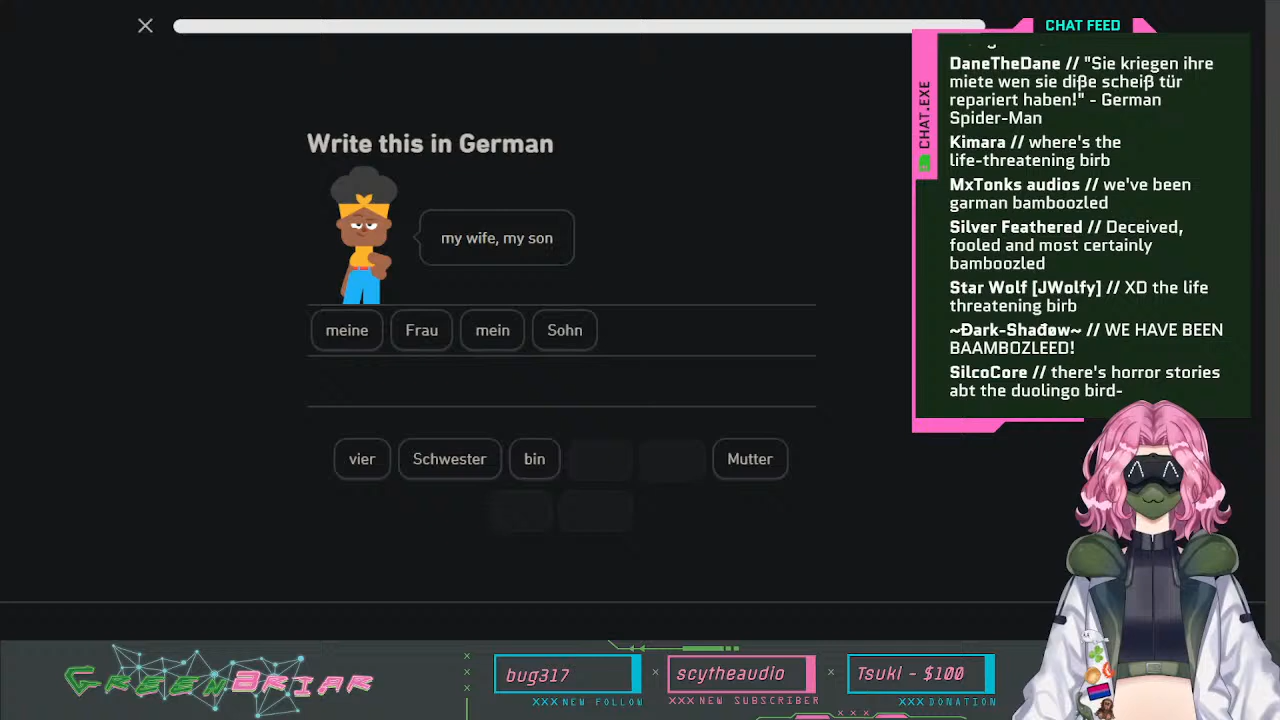 CHAT FEED
CHAT.EXE
DaneTheDane // "Sie kriegen ihre
miete wen sie diβe scheiβ tür
repariert haben!" - German
Spider-Man
Kimara // where's the
life-threatening birb
MxTonks audios // we've been
garman bamboozled
Silver Feathered // Deceived,
fooled and most certainly
bamboozled
Star Wolf [JWolfy] // XD the life
threatening birb
~Đark-Shađøw~ // WE HAVE BEEN
BAAMBOZLEED!
SilcoCore // there's horror stories
abt the duolingo bird-
Write this in German
my wife, my son
meine Frau mein Sohn
vier Schwester bin Mutter
GreenBriar
bug317
XXX NEW FOLLOW
scytheaudio
XXX NEW SUBSCRIBER
Tsuki - $100
XXX DONATION